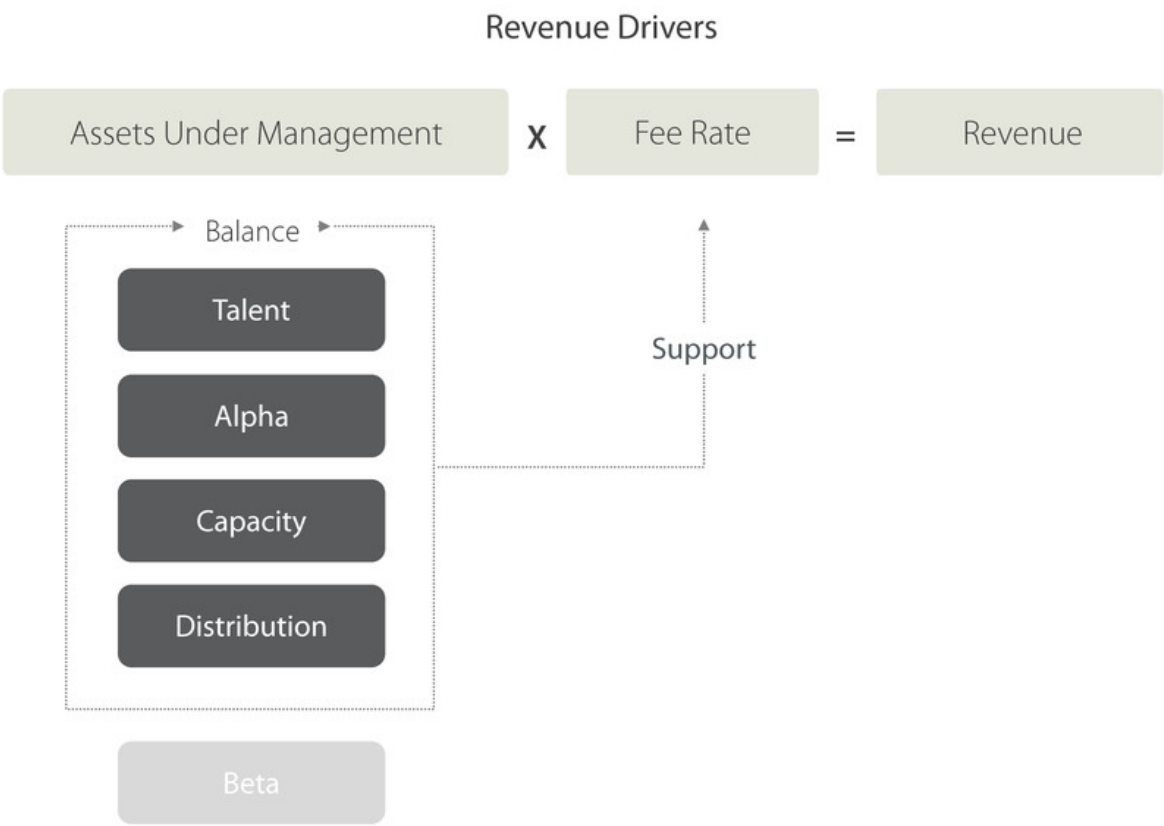 Revenue Drivers
Assets Under Management X Fee Rate = Revenue
Balance
Talent
Alpha
Support
Capacity
Distribution
Beta